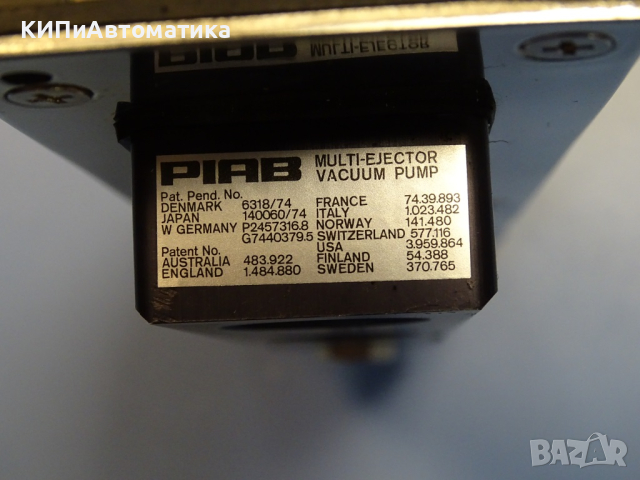 КИПиАвтоматика
PIAB MULTI-EJECTOR
VACUUM PUMP
Pat. Pend. No.
DENMARK 6318/74
JAPAN 140060/74
W GERMANY P2457316.8
G7440379.5
Patent No.
AUSTRALIA 483.922
ENGLAND 1.484.880
FRANCE 74.39.893
ITALY 1.023.482
NORWAY 141.480
SWITZERLAND 577.116
USA 3.959.864
FINLAND 54.388
SWEDEN 370.765
BAZAR